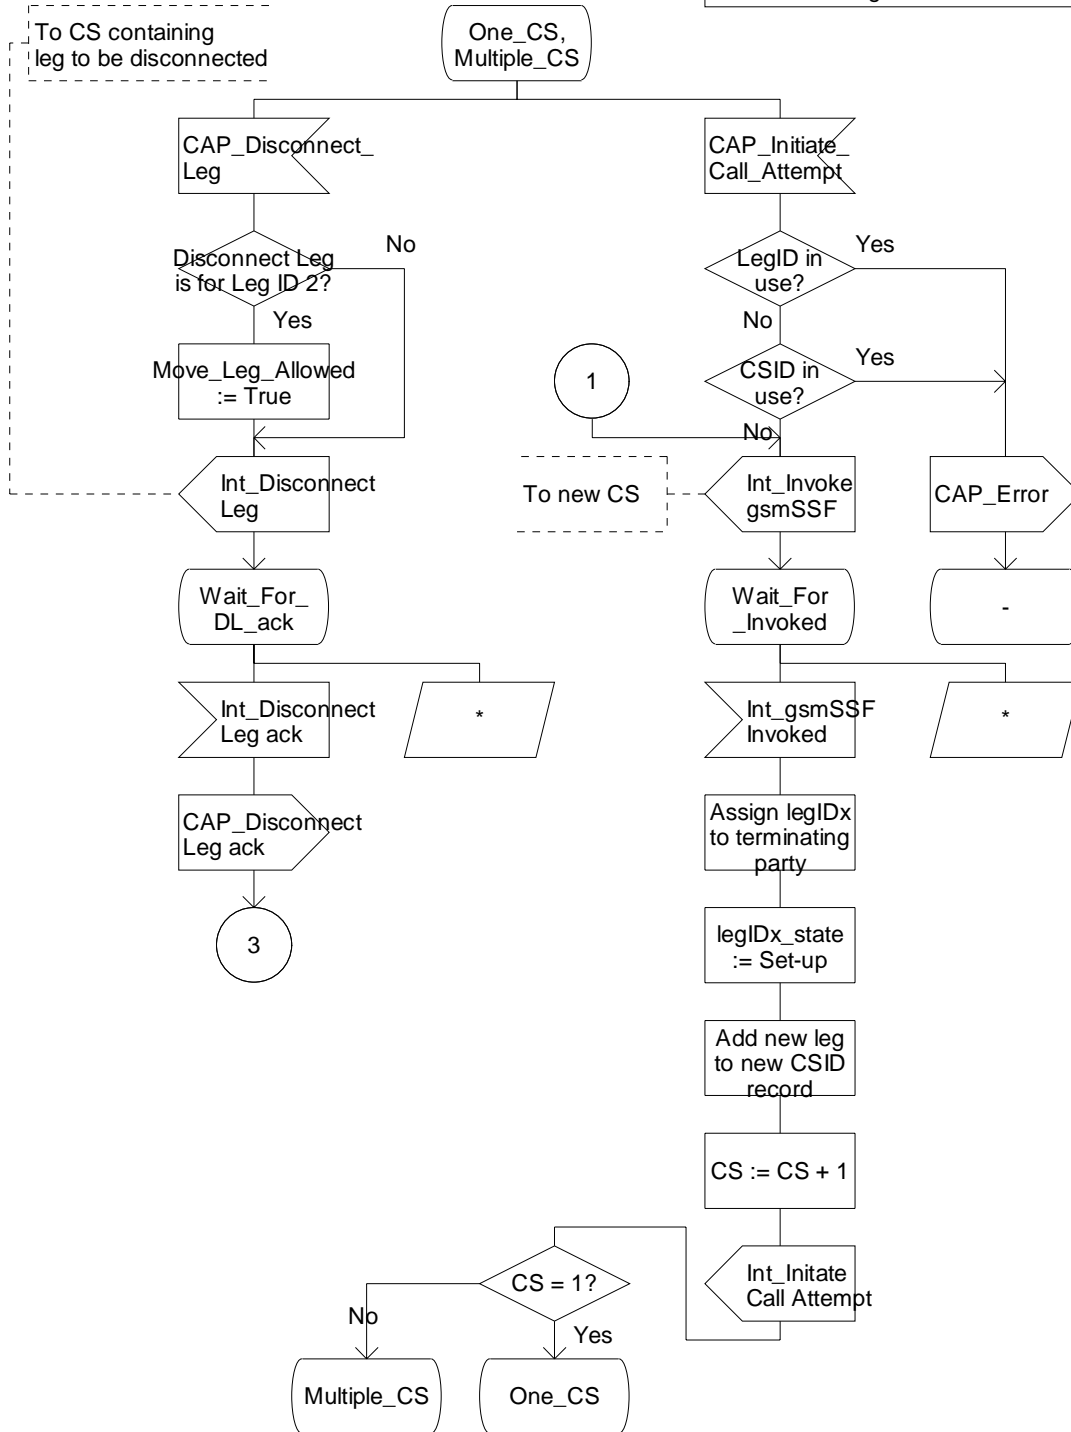 To CS containing
leg to be disconnected
One_CS,
Multiple_CS
CAP_Disconnect_
Leg
CAP_Initiate_
Call_Attempt
Disconnect Leg
is for Leg ID 2?
No
Yes
LegID in
use?
Yes
No
Move_Leg_Allowed
:= True
1
CSID in
use?
Yes
No
Int_Disconnect
Leg
To new CS
Int_Invoke
gsmSSF
CAP_Error
Wait_For_
DL_ack
Wait_For
_Invoked
-
Int_Disconnect
Leg ack
*
Int_gsmSSF
Invoked
*
CAP_Disconnect
Leg ack
Assign legIDx
to terminating
party
3
legIDx_state
:= Set-up
Add new leg
to new CSID
record
CS := CS + 1
Int_Initate
Call Attempt
CS = 1?
No
Yes
Multiple_CS
One_CS